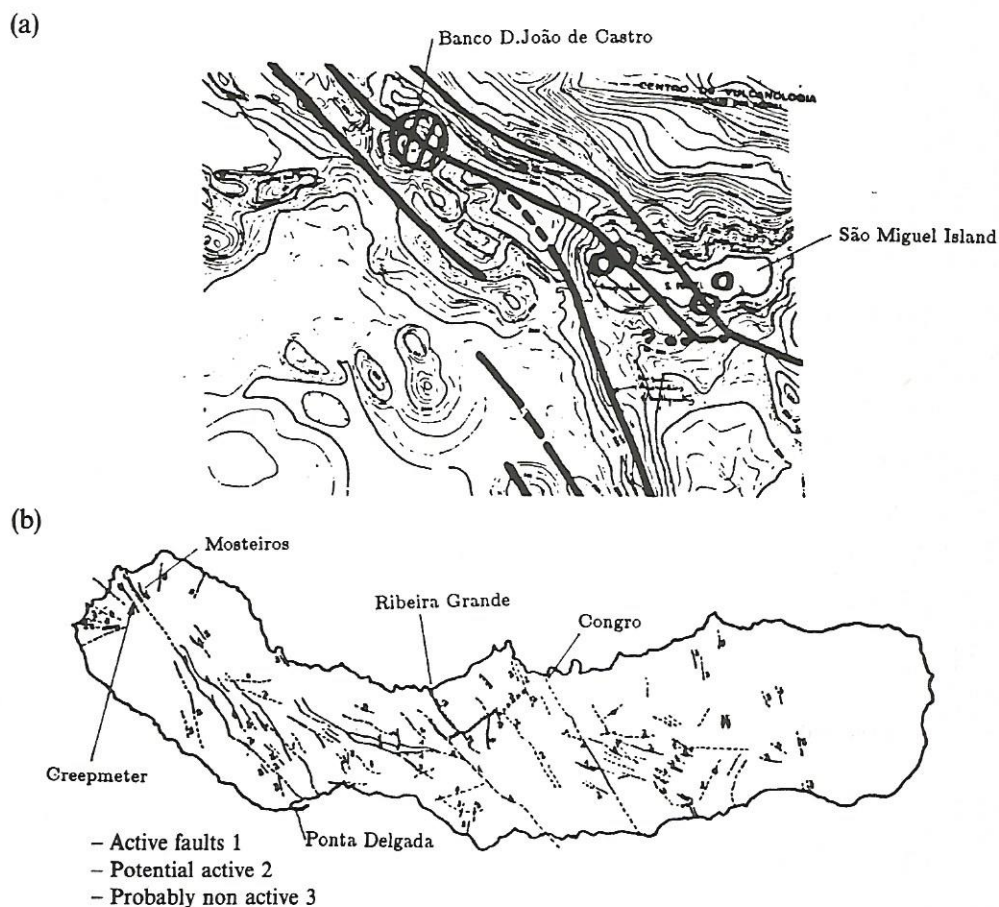 (a)
Banco D.João de Castro
CENTRO DE VULCANOLOGIA
São Miguel Island
(b)
Mosteiros
Ribeira Grande
Congro
Creepmeter
Ponta Delgada
– Active faults 1
– Potential active 2
– Probably non active 3